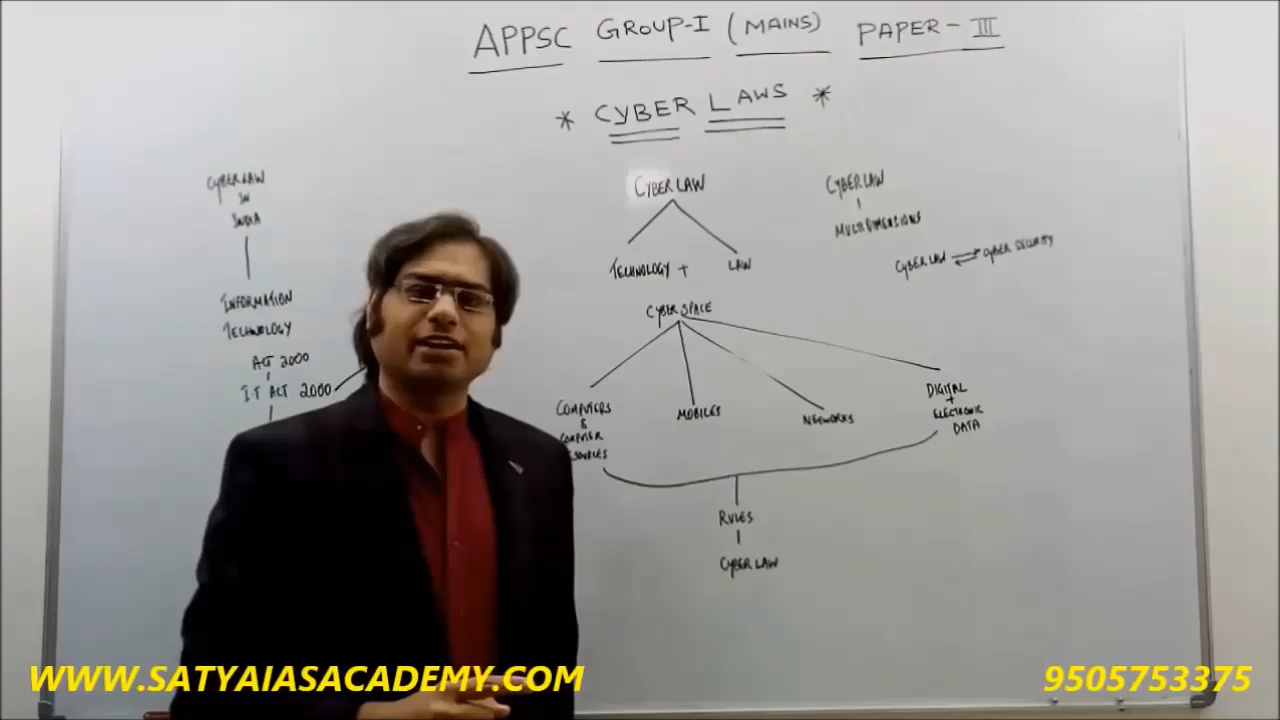 APPSC GROUP-I (MAINS) PAPER-III
* CYBER LAWS *
CYBER LAW
IN
INDIA
INFORMATION
TECHNOLOGY
ACT 2000
I.T ACT 2000
CYBER LAW
TECHNOLOGY + LAW
CYBER SPACE
COMPUTERS
&
COMPUTER
MOBILES
NETWORKS
DIGITAL
+
ELECTRONIC
DATA
RULES
CYBER LAW
CYBER LAW
MULTIDIMENSIONS
CYBER LAW CYBER SECURITY
WWW.SATYAIASACADEMY.COM
9505753375